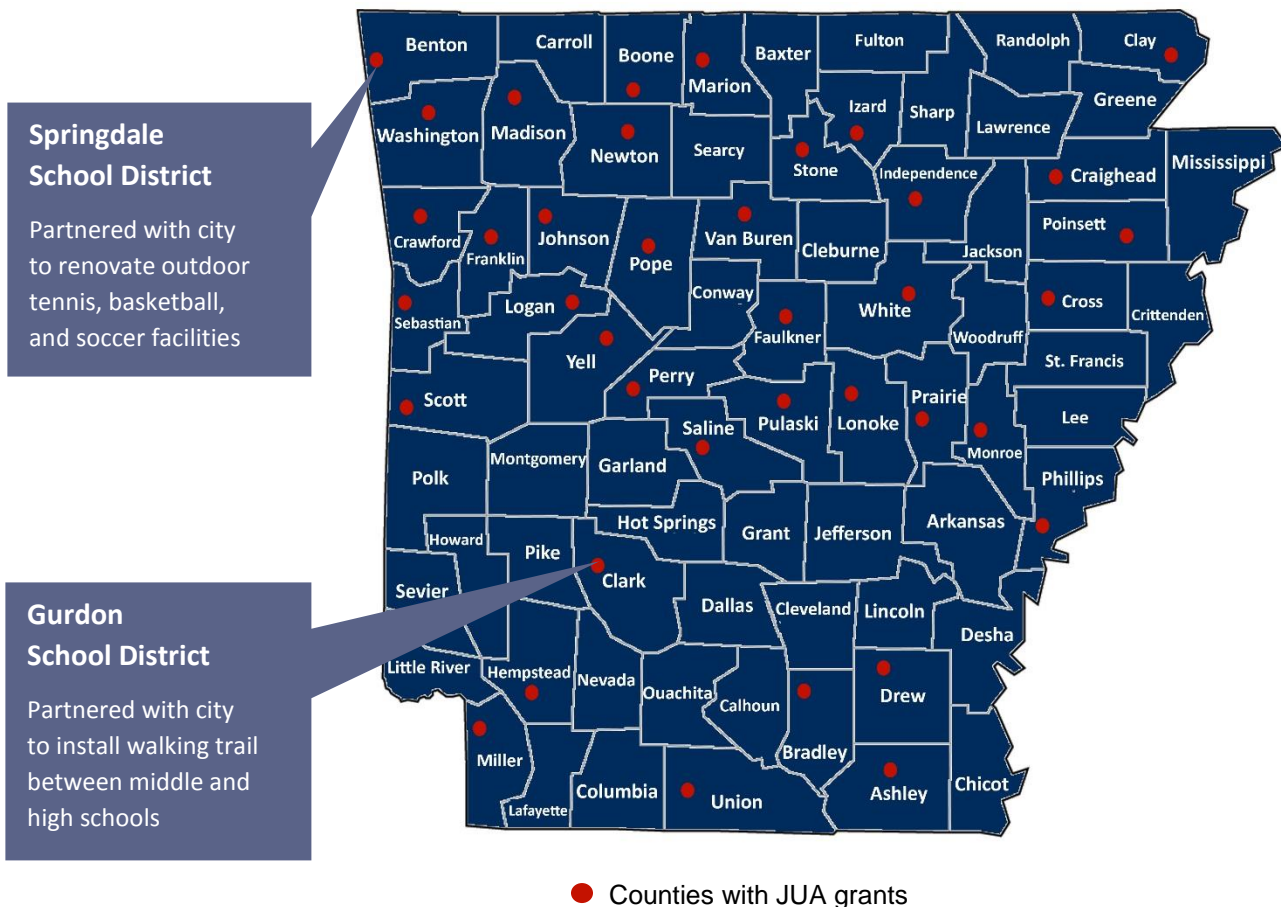 Springdale
School District
Partnered with city
to renovate outdoor
tennis, basketball,
and soccer facilities
Gurdon
School District
Partnered with city
to install walking trail
between middle and
high schools
Benton
Carroll
Boone
Marion
Baxter
Fulton
Randolph
Clay
Washington
Madison
Newton
Searcy
Stone
Izard
Sharp
Lawrence
Greene
Independence
Craighead
Mississippi
Crawford
Franklin
Johnson
Pope
Van Buren
Cleburne
Jackson
Poinsett
Sebastian
Logan
Conway
Faulkner
White
Woodruff
Cross
Crittenden
Yell
Perry
St. Francis
Scott
Saline
Pulaski
Lonoke
Prairie
Monroe
Lee
Polk
Montgomery
Garland
Phillips
Hot Springs
Grant
Jefferson
Arkansas
Howard
Pike
Clark
Sevier
Dallas
Cleveland
Lincoln
Desha
Little River
Hempstead
Nevada
Ouachita
Calhoun
Drew
Bradley
Miller
Lafayette
Columbia
Union
Ashley
Chicot
Counties with JUA grants